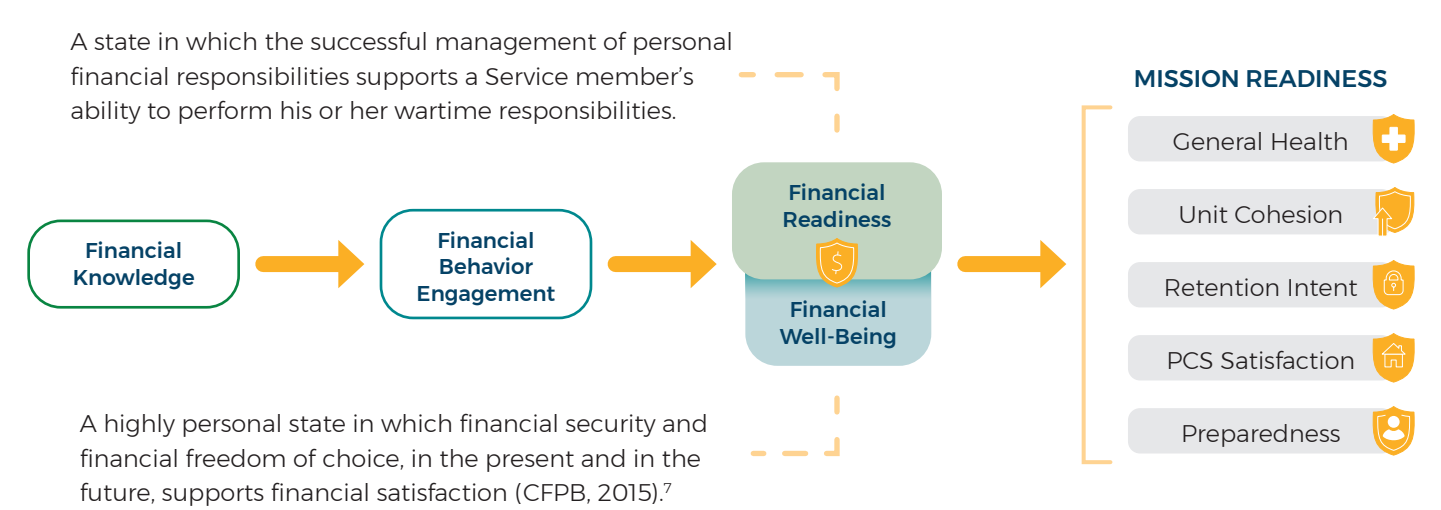 A state in which the successful management of personal
financial responsibilities supports a Service member’s
ability to perform his or her wartime responsibilities.
Financial
Knowledge
Financial
Behavior
Engagement
Financial
Readiness
$
Financial
Well-Being
A highly personal state in which financial security and
financial freedom of choice, in the present and in the
future, supports financial satisfaction (CFPB, 2015).⁷
MISSION READINESS
General Health
Unit Cohesion
Retention Intent
PCS Satisfaction
Preparedness